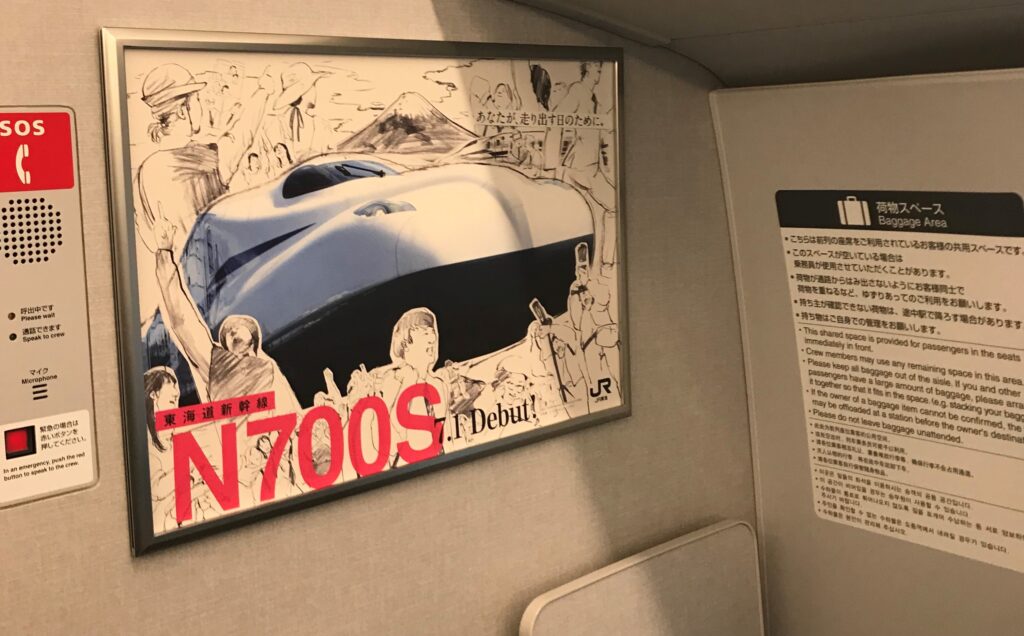 SOS
呼出中です
Please wait
通話できます
Speak to crew
マイク
Microphone
緊急の場合は
赤いボタンを
押してください。
In an emergency, push the red
button to speak to the crew.
あなたが、走り出す日のために。
東海道新幹線
N700S
7.1 Debut!
JR
JR東海
荷物スペース
Baggage Area
・こちらは前列の座席をご利用されているお客様の共用スペースです
・このスペースが空いている場合は
乗務員が使用させていただくことがあります。
・荷物が通路からはみ出さないようにお客様同士で
荷物を重ねるなど、ゆずりあってのご利用をお願いします。
・持ち主が確認できない荷物は、途中駅で降ろす場合があります
・持ち物はご自身での管理をお願いします。
• This shared space is provided for passengers in the seats
immediately in front.
• Crew members may use any remaining space in this area.
• Please keep all baggage out of the aisle. If you and other
passengers have a large amount of baggage, please arra
it together so that it fits in the space. (e.g. stacking your bag
• If the owner of a baggage item cannot be confirmed, the
may be offloaded at a station before the owner's destinat
• Please do not leave baggage unattended.